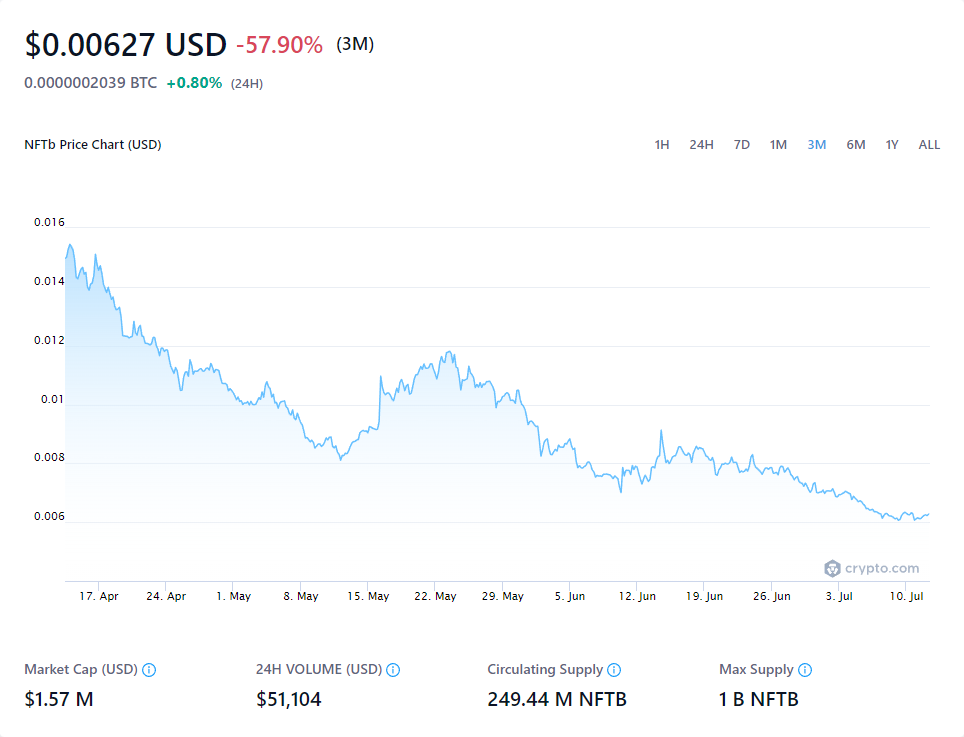 $0.00627 USD -57.90% (3M)
0.0000002039 BTC +0.80% (24H)
NFTb Price Chart (USD) 1H 24H 7D 1M 3M 6M 1Y ALL
0.016
0.014
0.012
0.01
0.008
0.006
crypto.com
17. Apr 24. Apr 1. May 8. May 15. May 22. May 29. May 5. Jun 12. Jun 19. Jun 26. Jun 3. Jul 10. Jul
Market Cap (USD) 24H VOLUME (USD) Circulating Supply Max Supply
$1.57 M $51,104 249.44 M NFTB 1 B NFTB